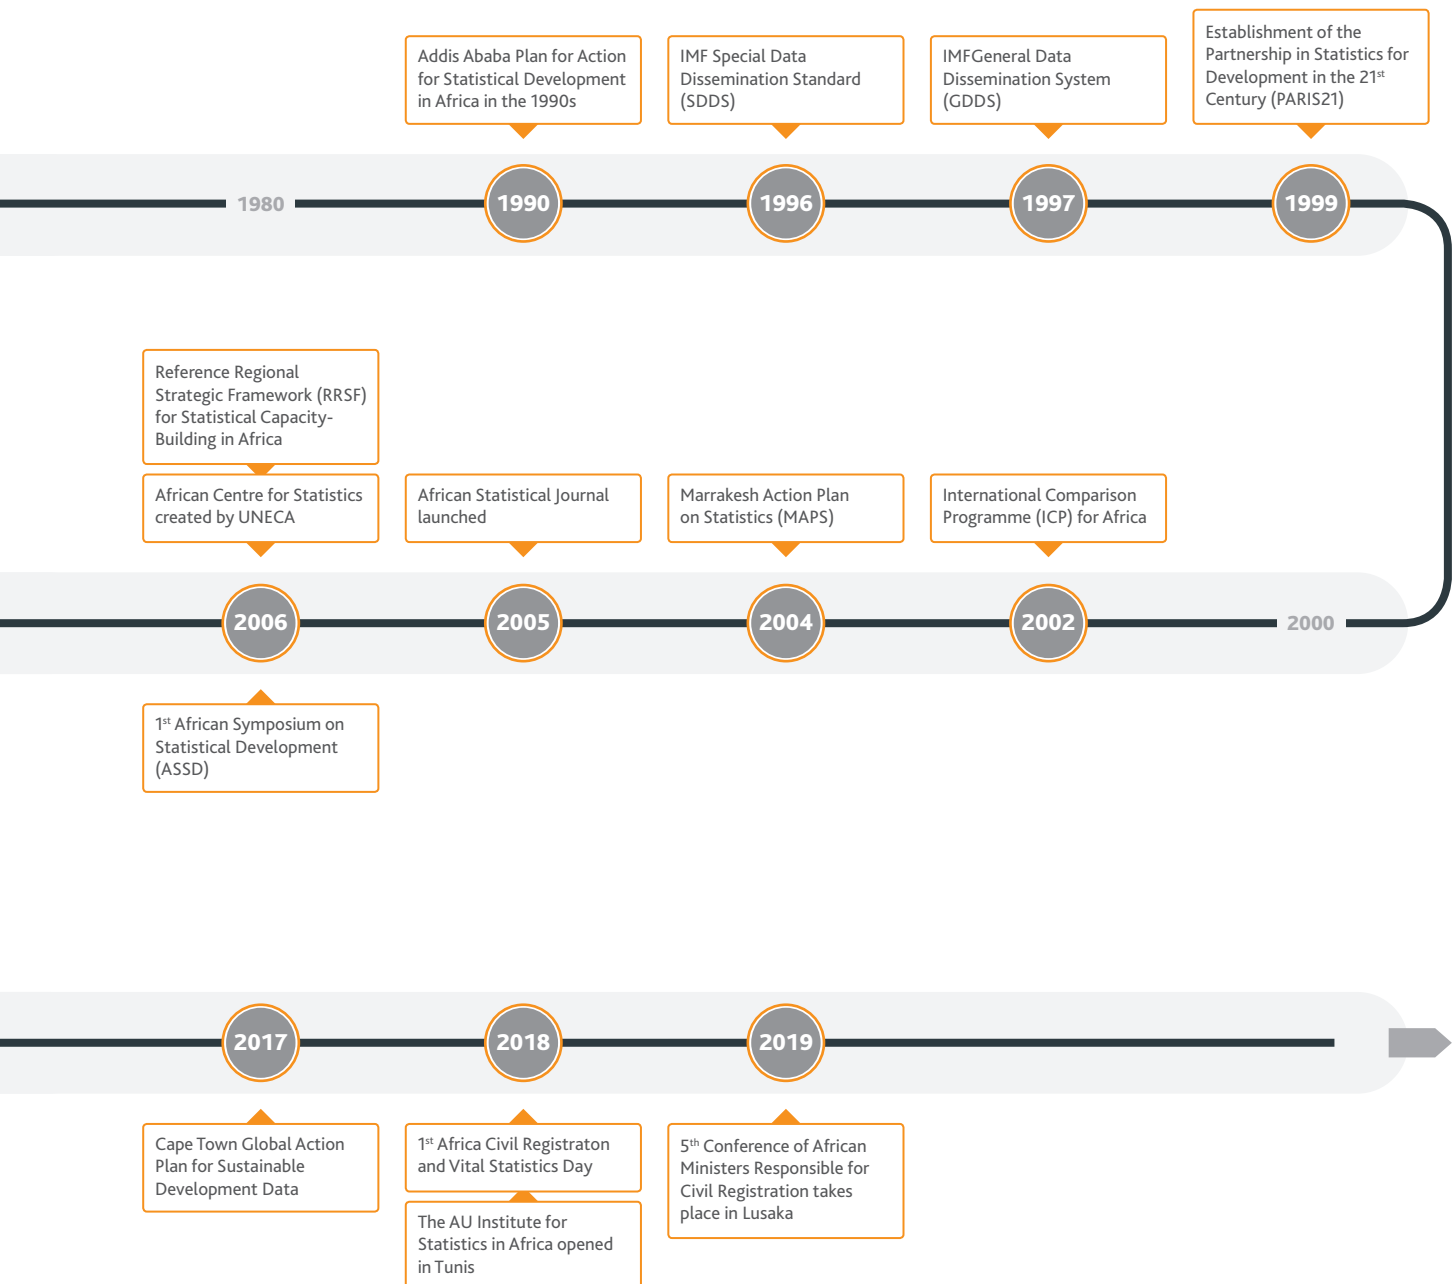 Addis Ababa Plan for Action
for Statistical Development
in Africa in the 1990s
IMF Special Data
Dissemination Standard
(SDDS)
IMFGeneral Data
Dissemination System
(GDDS)
Establishment of the
Partnership in Statistics for
Development in the 21st
Century (PARIS21)
1980
1990
1996
1997
1999
Reference Regional
Strategic Framework (RRSF)
for Statistical Capacity-
Building in Africa
African Centre for Statistics
created by UNECA
African Statistical Journal
launched
Marrakesh Action Plan
on Statistics (MAPS)
International Comparison
Programme (ICP) for Africa
2006
2005
2004
2002
2000
1st African Symposium on
Statistical Development
(ASSD)
2017
2018
2019
Cape Town Global Action
Plan for Sustainable
Development Data
1st Africa Civil Registraton
and Vital Statistics Day
The AU Institute for
Statistics in Africa opened
in Tunis
5th Conference of African
Ministers Responsible for
Civil Registration takes
place in Lusaka